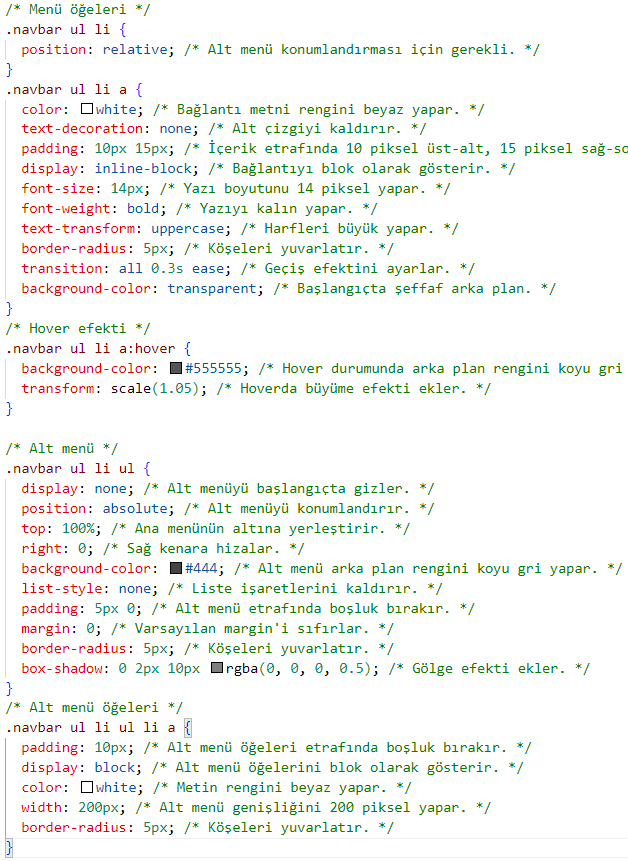 /* Menü öğeleri */
.navbar ul li {
position: relative; /* Alt menü konumlandırması için gerekli. */
}
.navbar ul li a {
color: white; /* Bağlantı metni rengini beyaz yapar. */
text-decoration: none; /* Alt çizgiyi kaldırır. */
padding: 10px 15px; /* İçerik etrafında 10 piksel üst-alt, 15 piksel sağ-so
display: inline-block; /* Bağlantıyı blok olarak gösterir. */
font-size: 14px; /* Yazı boyutunu 14 piksel yapar. */
font-weight: bold; /* Yazıyı kalın yapar. */
text-transform: uppercase; /* Harfleri büyük yapar. */
border-radius: 5px; /* Köşeleri yuvarlatır. */
transition: all 0.3s ease; /* Geçiş efektini ayarlar. */
background-color: transparent; /* Başlangıçta şeffaf arka plan. */
}
/* Hover efekti */
.navbar ul li a:hover {
background-color: #555555; /* Hover durumunda arka plan rengini koyu gri
transform: scale(1.05); /* Hoverda büyüme efekti ekler. */
}
/* Alt menü */
.navbar ul li ul {
display: none; /* Alt menüyü başlangıçta gizler. */
position: absolute; /* Alt menüyü konumlandırır. */
top: 100%; /* Ana menünün altına yerleştirir. */
right: 0; /* Sağ kenara hizalar. */
background-color: #444; /* Alt menü arka plan rengini koyu gri yapar. */
list-style: none; /* Liste işaretlerini kaldırır. */
padding: 5px 0; /* Alt menü etrafında boşluk bırakır. */
margin: 0; /* Varsayılan margin'i sıfırlar. */
border-radius: 5px; /* Köşeleri yuvarlatır. */
box-shadow: 0 2px 10px rgba(0, 0, 0, 0.5); /* Gölge efekti ekler. */
}
/* Alt menü öğeleri */
.navbar ul li ul li a {
padding: 10px; /* Alt menü öğeleri etrafında boşluk bırakır. */
display: block; /* Alt menü öğelerini blok olarak gösterir. */
color: white; /* Metin rengini beyaz yapar. */
width: 200px; /* Alt menü genişliğini 200 piksel yapar. */
border-radius: 5px; /* Köşeleri yuvarlatır. */
}